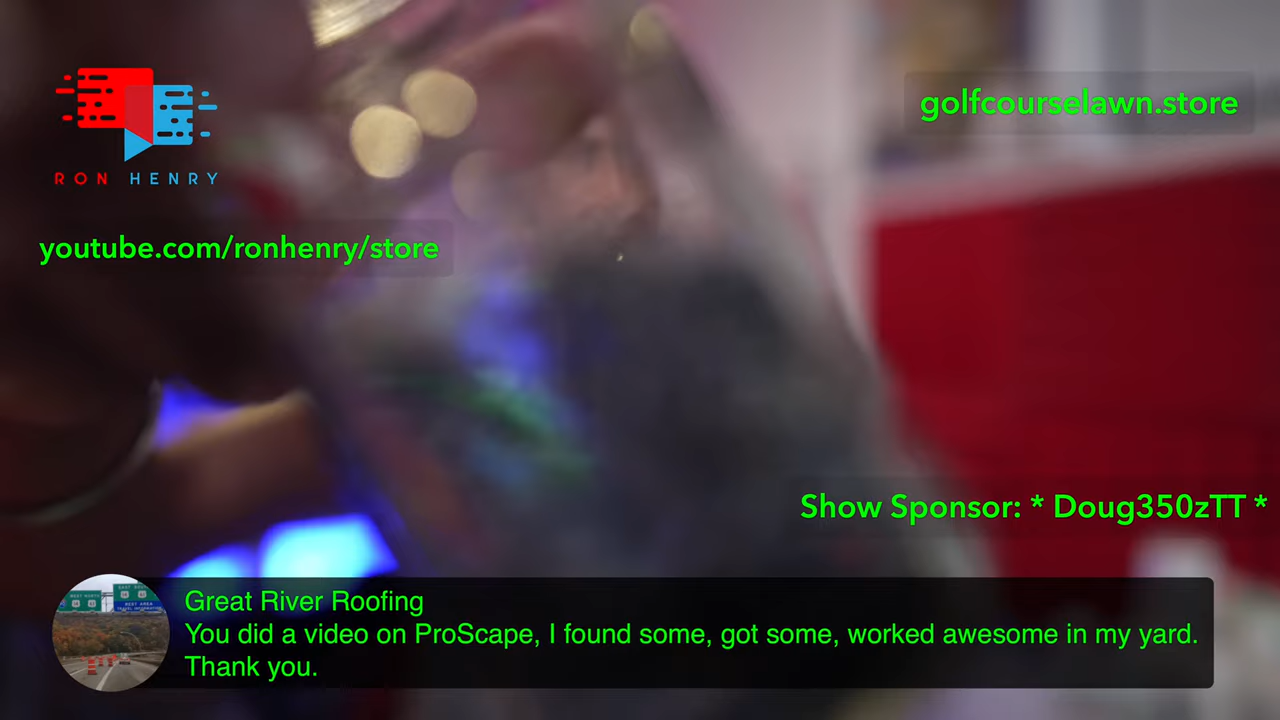 RON HENRY
golfcourselawn.store
youtube.com/ronhenry/store
Show Sponsor: * Doug350zTT *
Great River Roofing
You did a video on ProScape, I found some, got some, worked awesome in my yard.
Thank you.